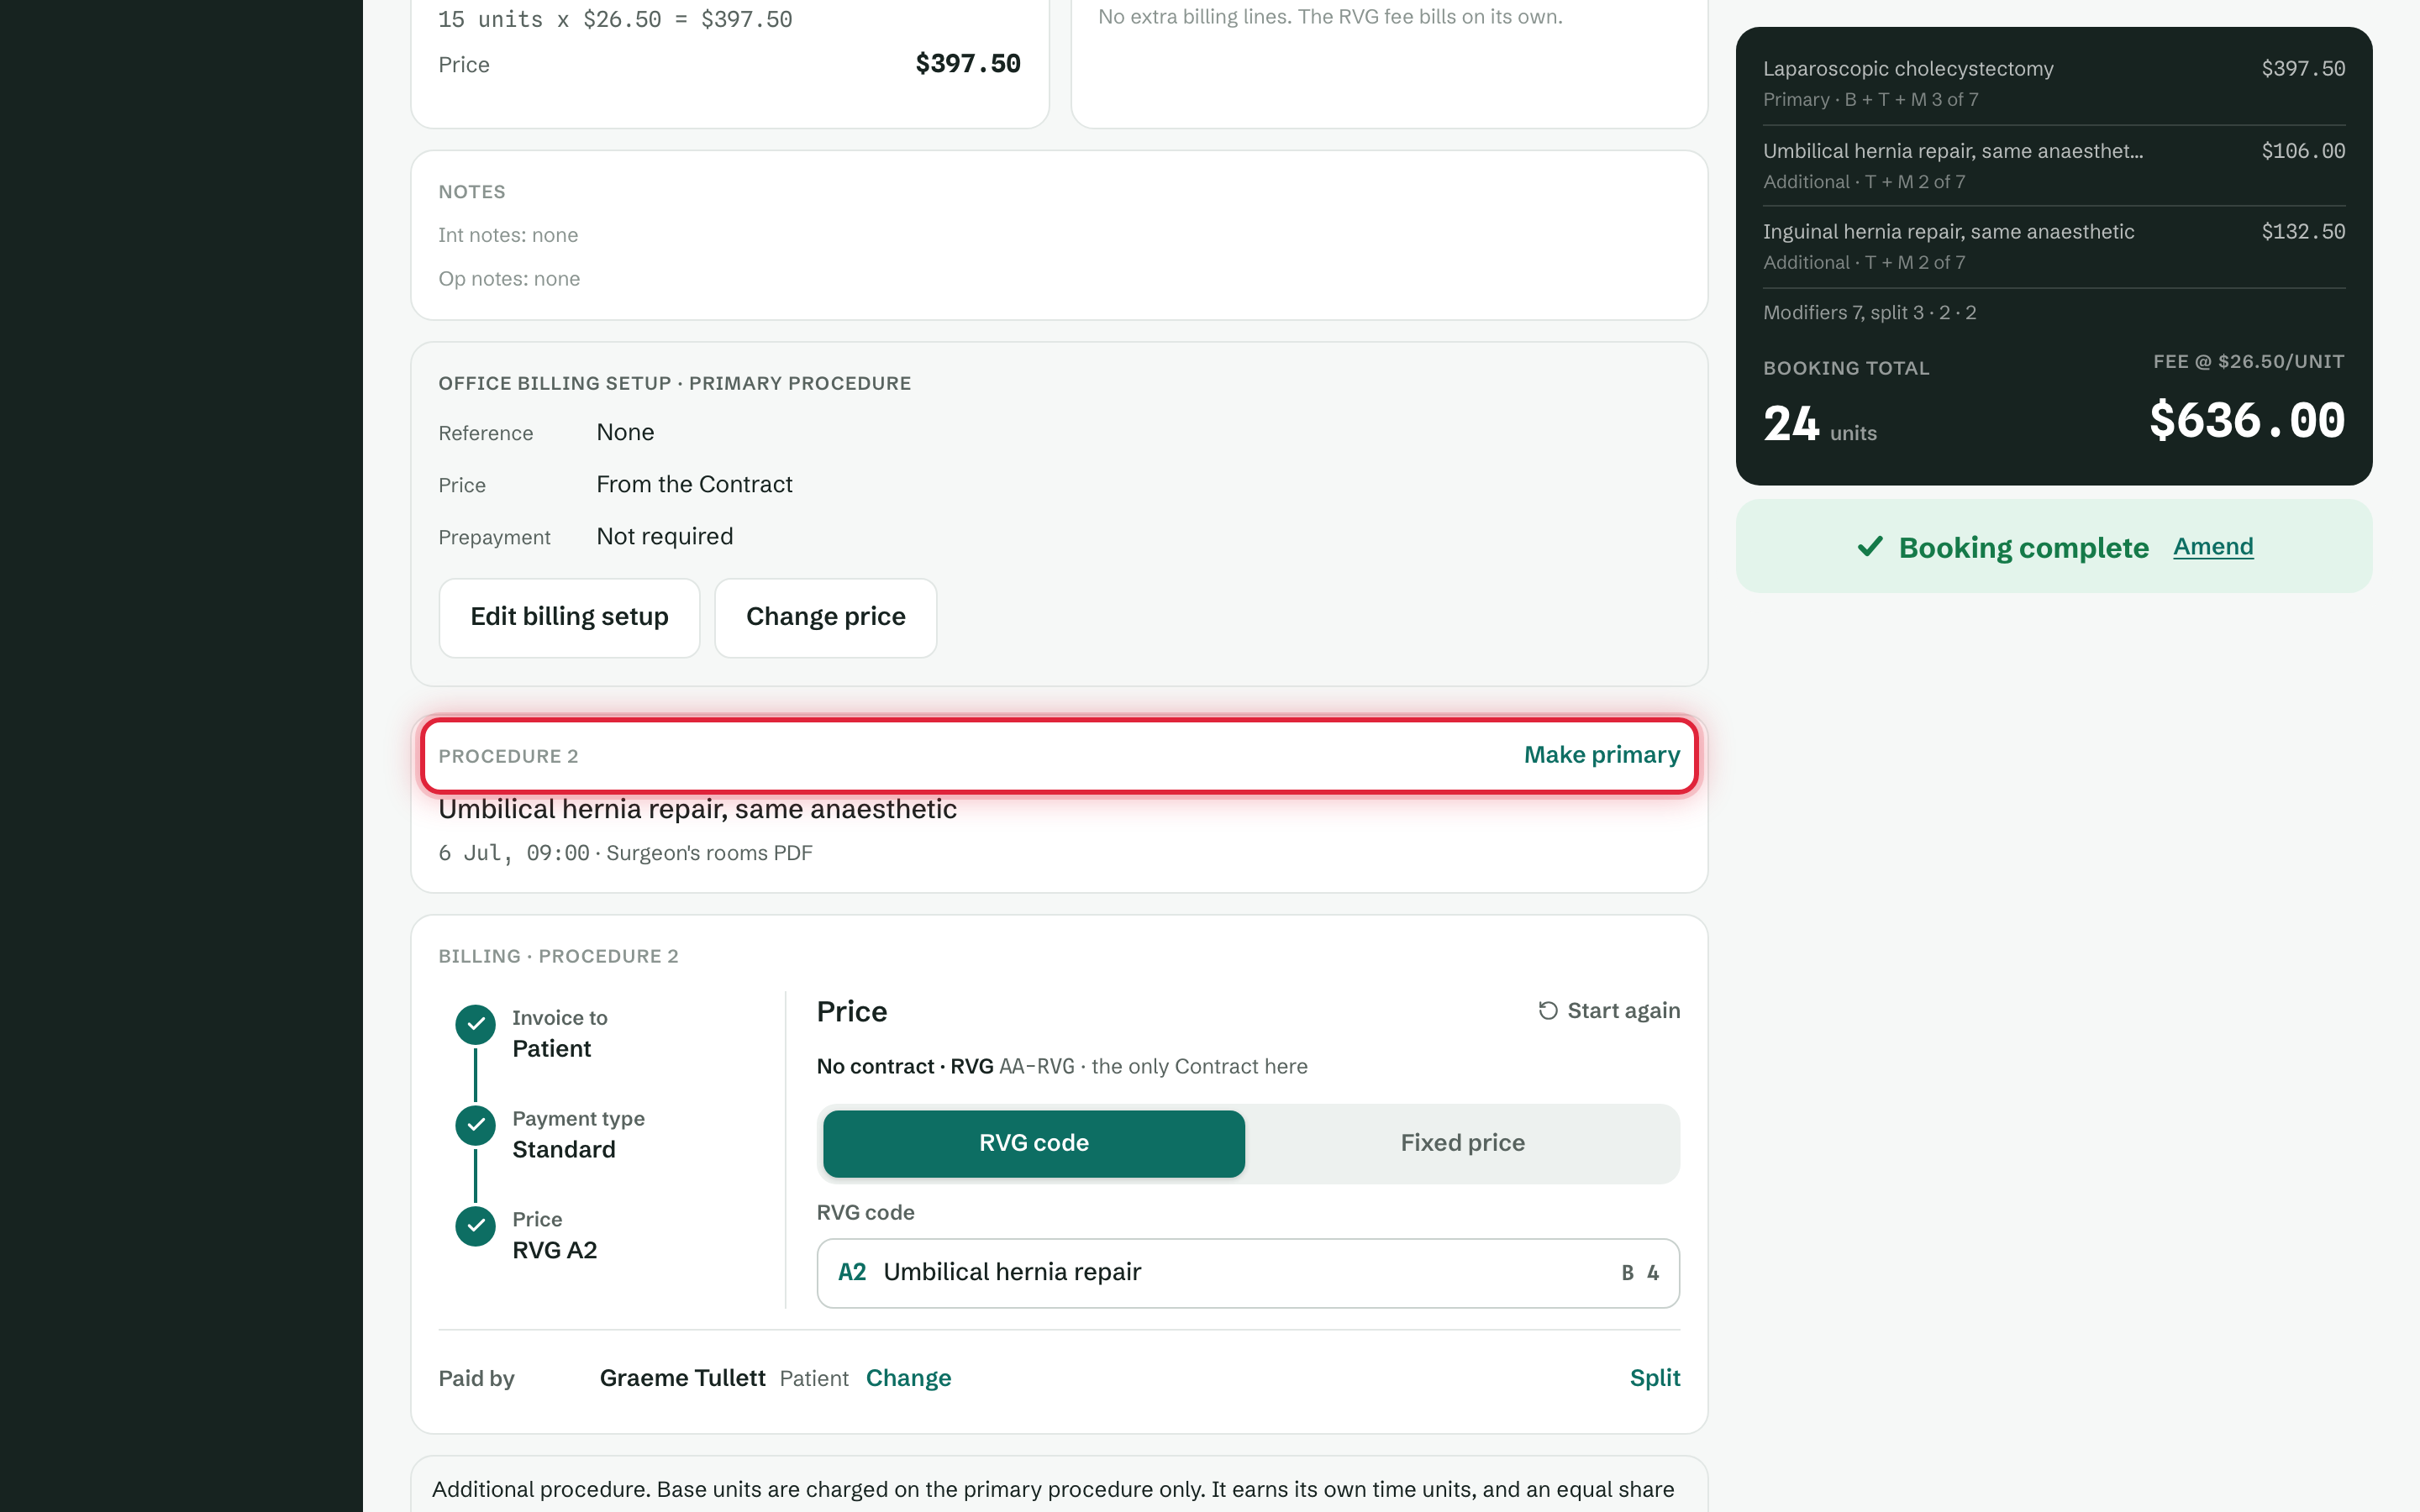 15 units x $26.50 = $397.50
Price $397.50
No extra billing lines. The RVG fee bills on its own.
NOTES
Int notes: none
Op notes: none
OFFICE BILLING SETUP · PRIMARY PROCEDURE
Reference None
Price From the Contract
Prepayment Not required
Edit billing setup Change price
PROCEDURE 2 Make primary
Umbilical hernia repair, same anaesthetic
6 Jul, 09:00 · Surgeon's rooms PDF
BILLING · PROCEDURE 2
Invoice to
Patient
Payment type
Standard
Price
RVG A2
Price Start again
No contract · RVG AA-RVG · the only Contract here
RVG code Fixed price
RVG code
A2 Umbilical hernia repair B 4
Paid by Graeme Tullett Patient Change Split
Additional procedure. Base units are charged on the primary procedure only. It earns its own time units, and an equal share
Laparoscopic cholecystectomy $397.50
Primary · B + T + M 3 of 7
Umbilical hernia repair, same anaesthet... $106.00
Additional · T + M 2 of 7
Inguinal hernia repair, same anaesthetic $132.50
Additional · T + M 2 of 7
Modifiers 7, split 3 · 2 · 2
BOOKING TOTAL FEE @ $26.50/UNIT
24 units $636.00
Booking complete Amend